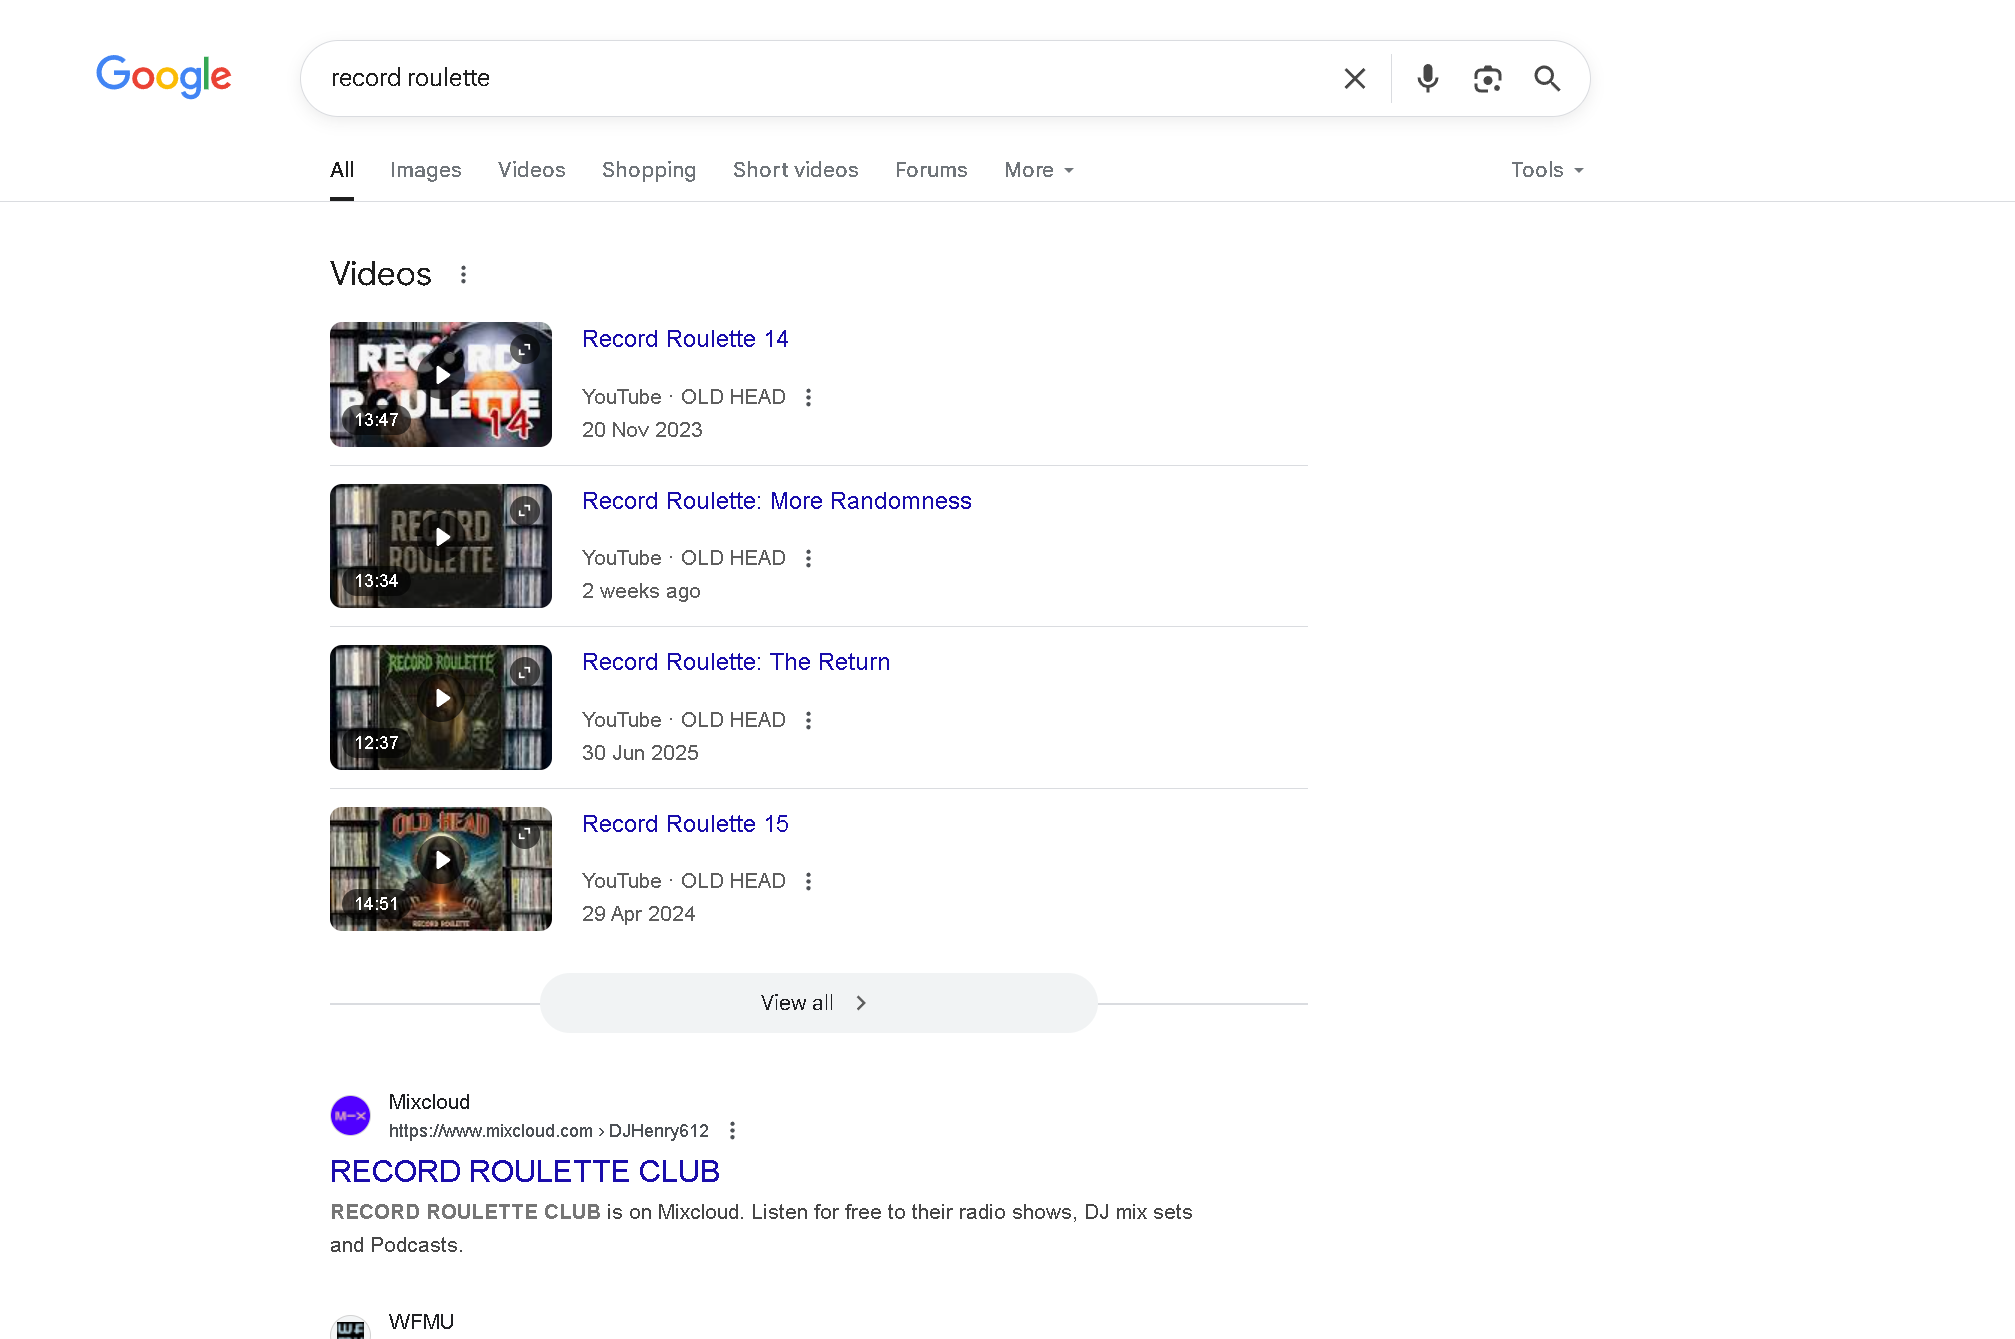 Google
record roulette
All Images Videos Shopping Short videos Forums More Tools
Videos
RECORD
ROULETTE
14
13:47
Record Roulette 14
YouTube · OLD HEAD
20 Nov 2023
RECORD
ROULETTE
13:34
Record Roulette: More Randomness
YouTube · OLD HEAD
2 weeks ago
RECORD ROULETTE
12:37
Record Roulette: The Return
YouTube · OLD HEAD
30 Jun 2025
OLD HEAD
14:51
RECORD ROULETTE
Record Roulette 15
YouTube · OLD HEAD
29 Apr 2024
View all
M-X
Mixcloud
https://www.mixcloud.com › DJHenry612
RECORD ROULETTE CLUB
RECORD ROULETTE CLUB is on Mixcloud. Listen for free to their radio shows, DJ mix sets
and Podcasts.
WF
WFMU